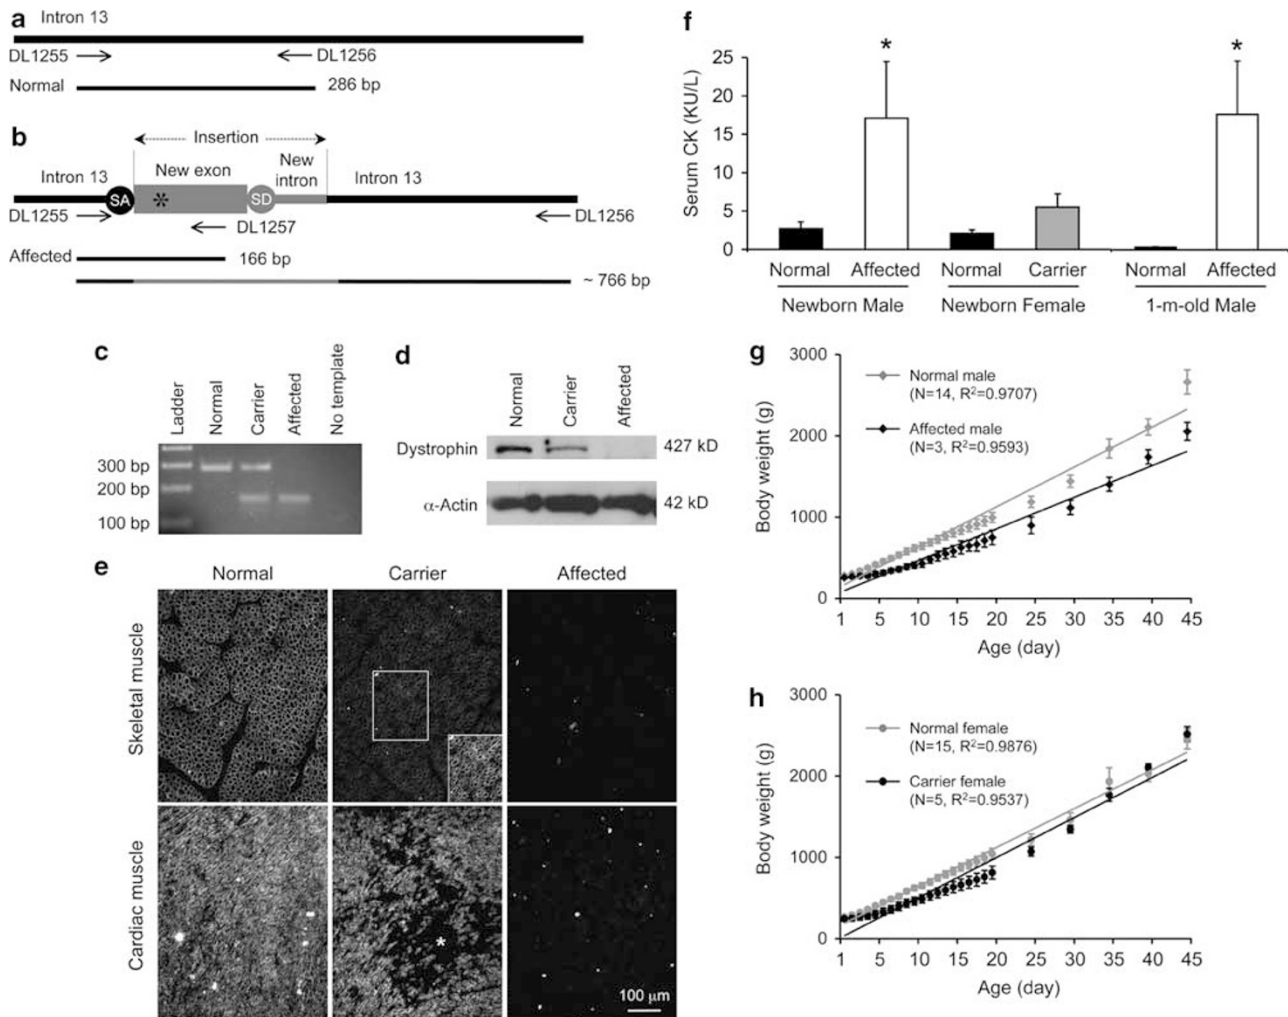 a
Intron 13
DL1255
DL1256
Normal
286 bp
b
Insertion
Intron 13
New exon
New
intron
Intron 13
SA
*
SD
DL1255
DL1257
DL1256
Affected
166 bp
~ 766 bp
c
Ladder
Normal
Carrier
Affected
No template
300 bp
200 bp
100 bp
d
Normal
Carrier
Affected
Dystrophin
427 kD
α-Actin
42 kD
e
Normal
Carrier
Affected
Skeletal muscle
Cardiac muscle
*
100 µm
f
Serum CK (KU/L)
25
20
15
10
5
0
*
*
Normal
Affected
Normal
Carrier
Normal
Affected
Newborn Male
Newborn Female
1-m-old Male
g
Body weight (g)
3000
2000
1000
0
Normal male
(N=14, R²=0.9707)
Affected male
(N=3, R²=0.9593)
1 5 10 15 20 25 30 35 40 45
Age (day)
h
Body weight (g)
3000
2000
1000
0
Normal female
(N=15, R²=0.9876)
Carrier female
(N=5, R²=0.9537)
1 5 10 15 20 25 30 35 40 45
Age (day)